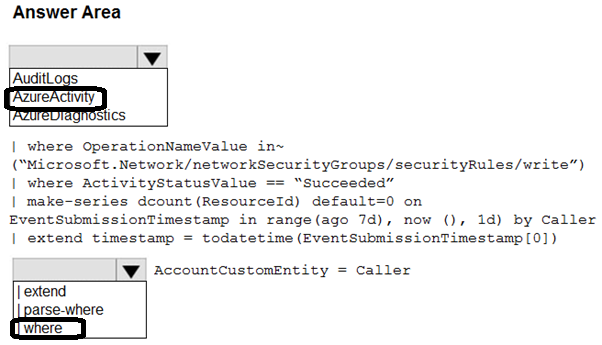 Answer Area
AuditLogs
AzureActivity
AzureDiagnostics
| where OperationNameValue in~
(“Microsoft.Network/networkSecurityGroups/securityRules/write”)
| where ActivityStatusValue == “Succeeded”
| make-series dcount(ResourceId) default=0 on
EventSubmissionTimestamp in range(ago 7d), now (), 1d) by Caller
| extend timestamp = todatetime(EventSubmissionTimestamp[0])
AccountCustomEntity = Caller
| extend
| parse-where
| where